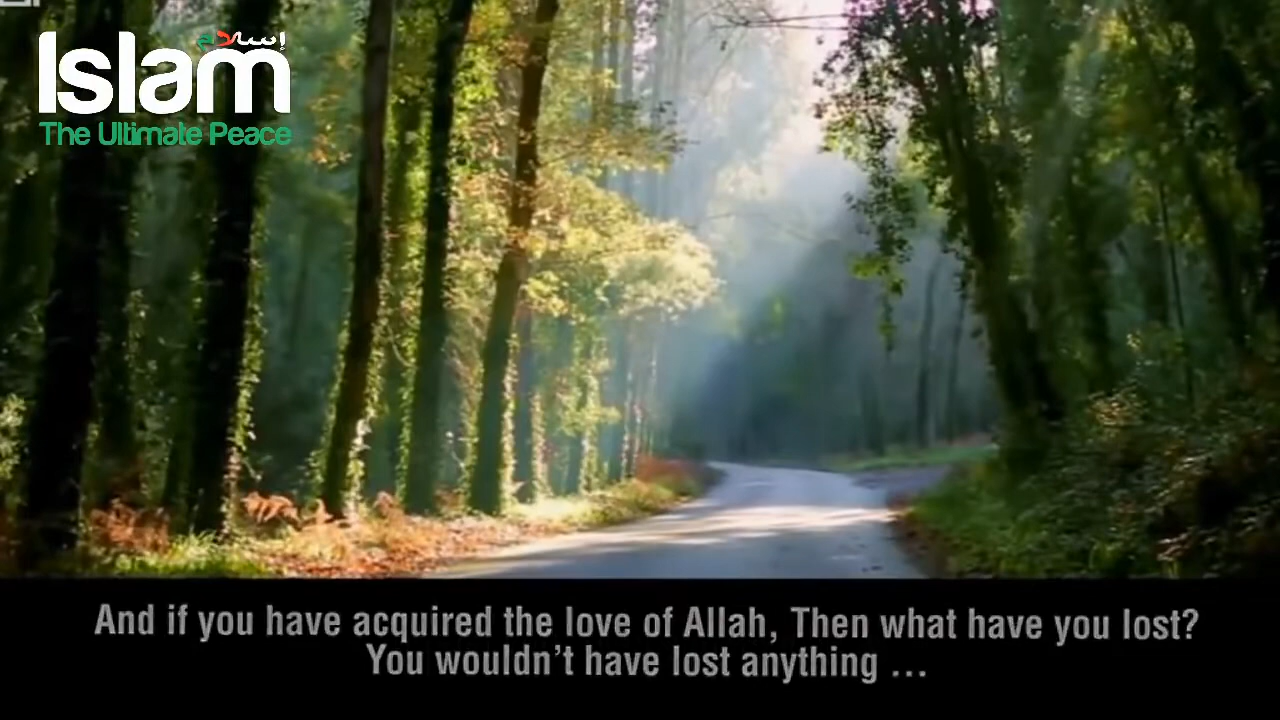 إسلام
Islam
The Ultimate Peace
And if you have acquired the love of Allah, Then what have you lost?
You wouldn't have lost anything ...